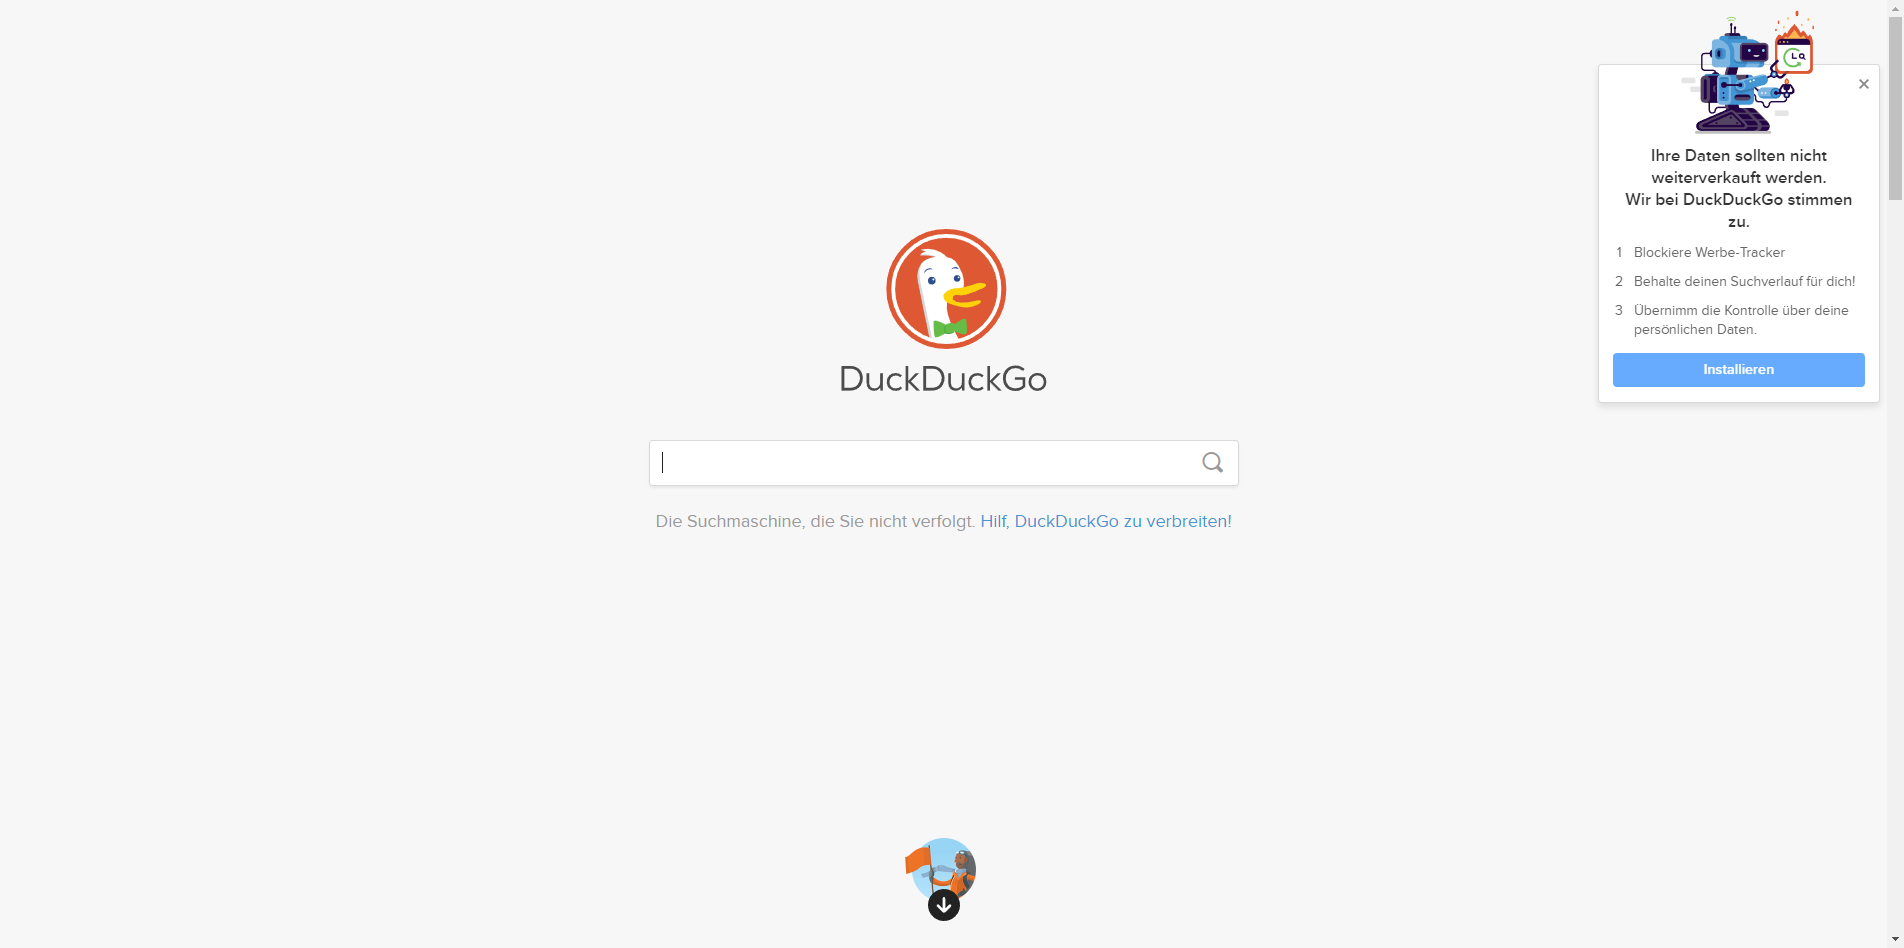 DuckDuckGo
Die Suchmaschine, die Sie nicht verfolgt. Hilf, DuckDuckGo zu verbreiten!
Ihre Daten sollten nicht
weiterverkauft werden.
Wir bei DuckDuckGo stimmen
zu.
1 Blockiere Werbe-Tracker
2 Behalte deinen Suchverlauf für dich!
3 Übernimm die Kontrolle über deine
persönlichen Daten.
Installieren